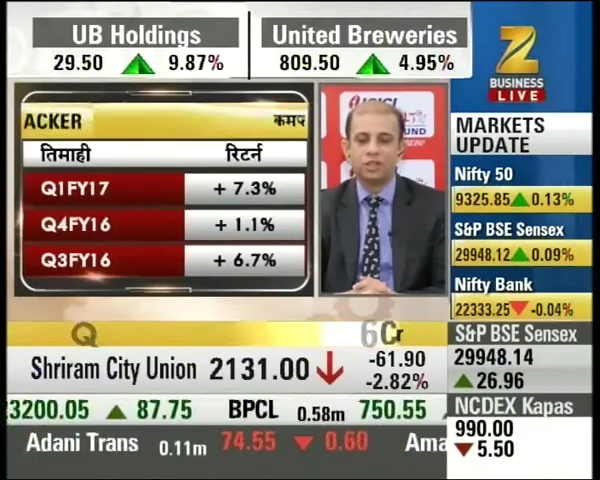 UB Holdings
29.50 ▲ 9.87%
United Breweries
809.50 ▲ 4.95%
Z
BUSINESS
LIVE
ACKER
तिमाही रिटर्न
Q1FY17 + 7.3%
Q4FY16 + 1.1%
Q3FY16 + 6.7%
MARKETS
UPDATE
Nifty 50
9325.85 ▲ 0.13%
S&P BSE Sensex
29948.12 ▲ 0.09%
Nifty Bank
22333.25 ▼ -0.04%
S&P BSE Sensex
29948.14
▲ 26.96
NCDEX Kapas
990.00
▼ 5.50
Q 6Cr
Shriram City Union 2131.00 ↓ -61.90
-2.82%
3200.05 ▲ 87.75 BPCL 0.58m 750.55
Adani Trans 0.11m 74.55 ▼ 0.60 Ama